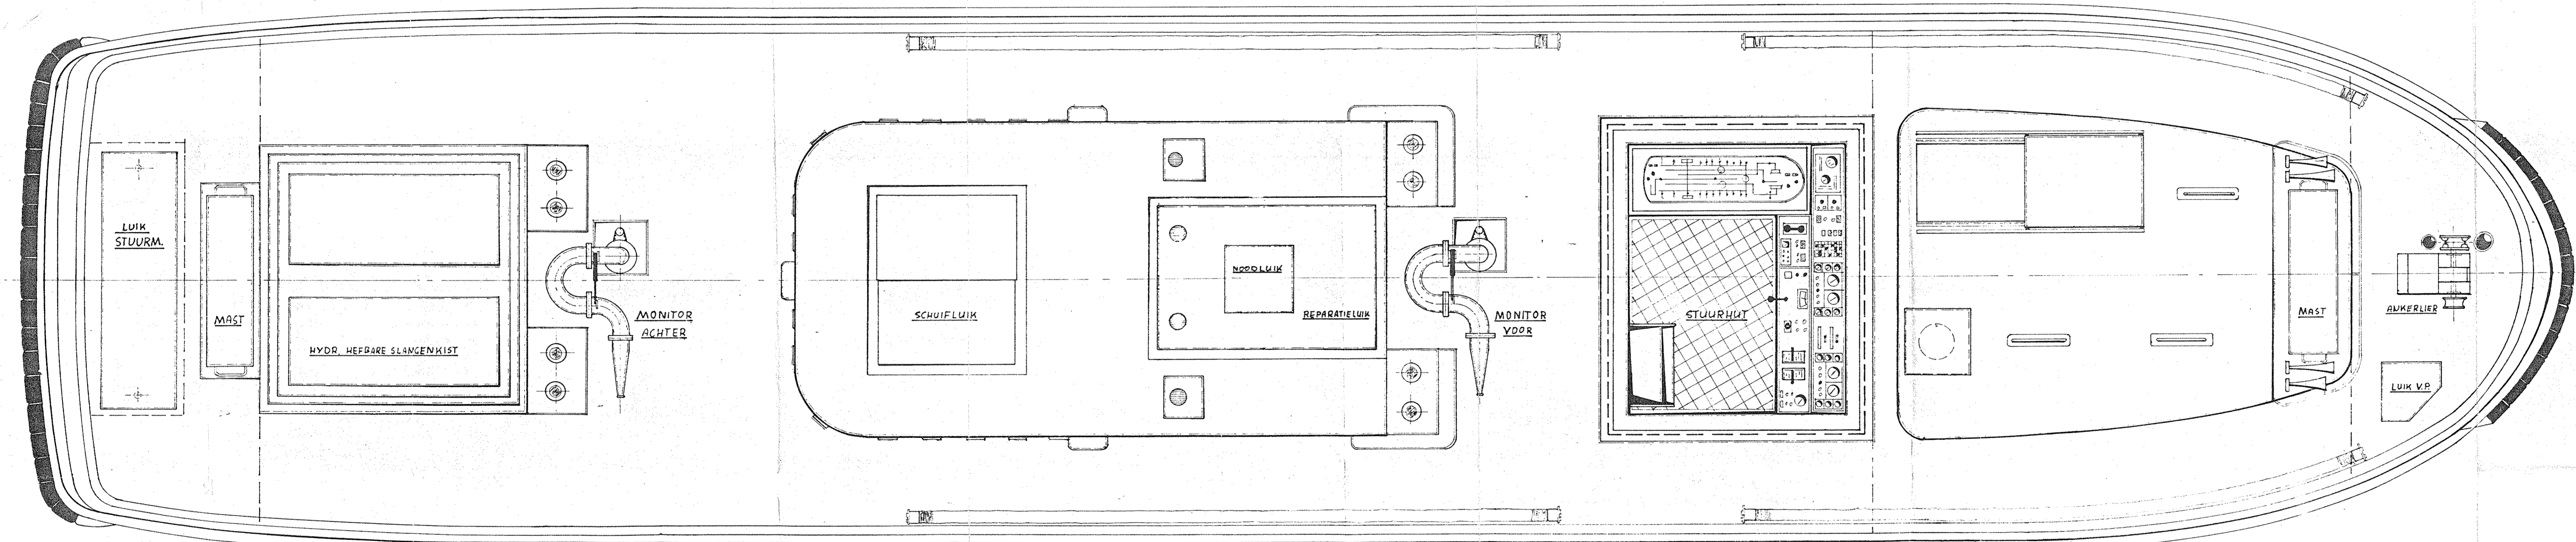 LUIK
STUURM.
MAST
HYDR. HEFBARE SLANGENKIST
MONITOR
ACHTER
SCHUIFLUIK
NOODLUIK
REPARATIELUIK
MONITOR
VOOR
STUURHUT
MAST
ANKERLIER
LUIK V.P.